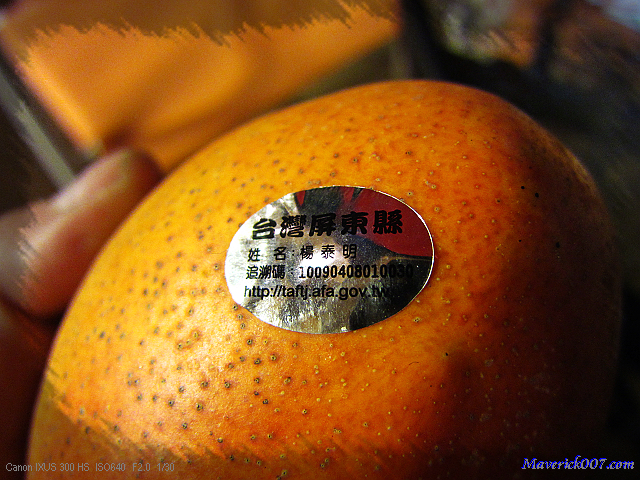 台灣屏東縣
姓 名：楊泰明
追溯碼：10090408010030
http://taftj.afa.gov.tw
Canon IXUS 300 HS ISO640 F2.0 1/30
Maverick007.com